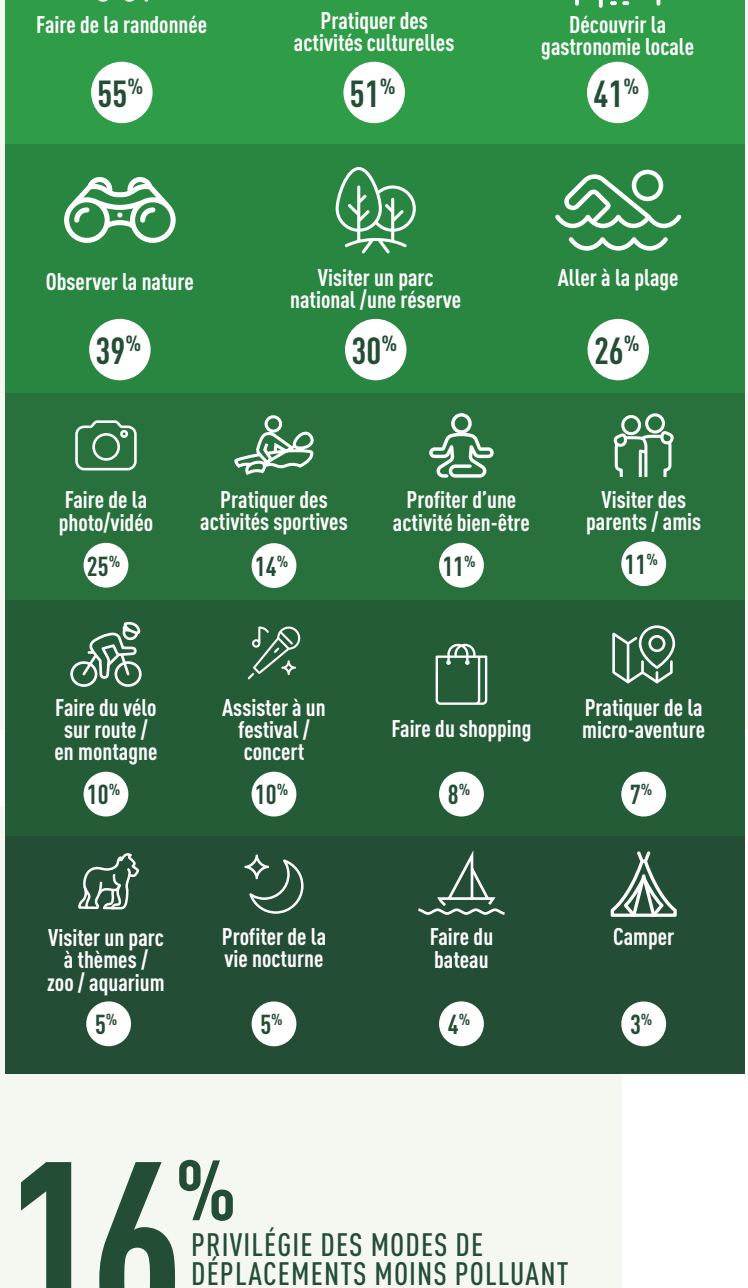 Faire de la randonnée
Pratiquer des
activités culturelles
Découvrir la
gastronomie locale
55%
51%
41%
Observer la nature
Visiter un parc
national /une réserve
Aller à la plage
39%
30%
26%
Faire de la
photo/vidéo
Pratiquer des
activités sportives
Profiter d'une
activité bien-être
Visiter des
parents / amis
25%
14%
11%
11%
Faire du vélo
sur route /
en montagne
Assister à un
festival /
concert
Faire du shopping
Pratiquer de la
micro-aventure
10%
10%
8%
7%
Visiter un parc
à thèmes /
zoo / aquarium
Profiter de la
vie nocturne
Faire du
bateau
Camper
5%
5%
4%
3%
16%
PRIVILÉGIE DES MODES DE
DÉPLACEMENTS MOINS POLLUANT